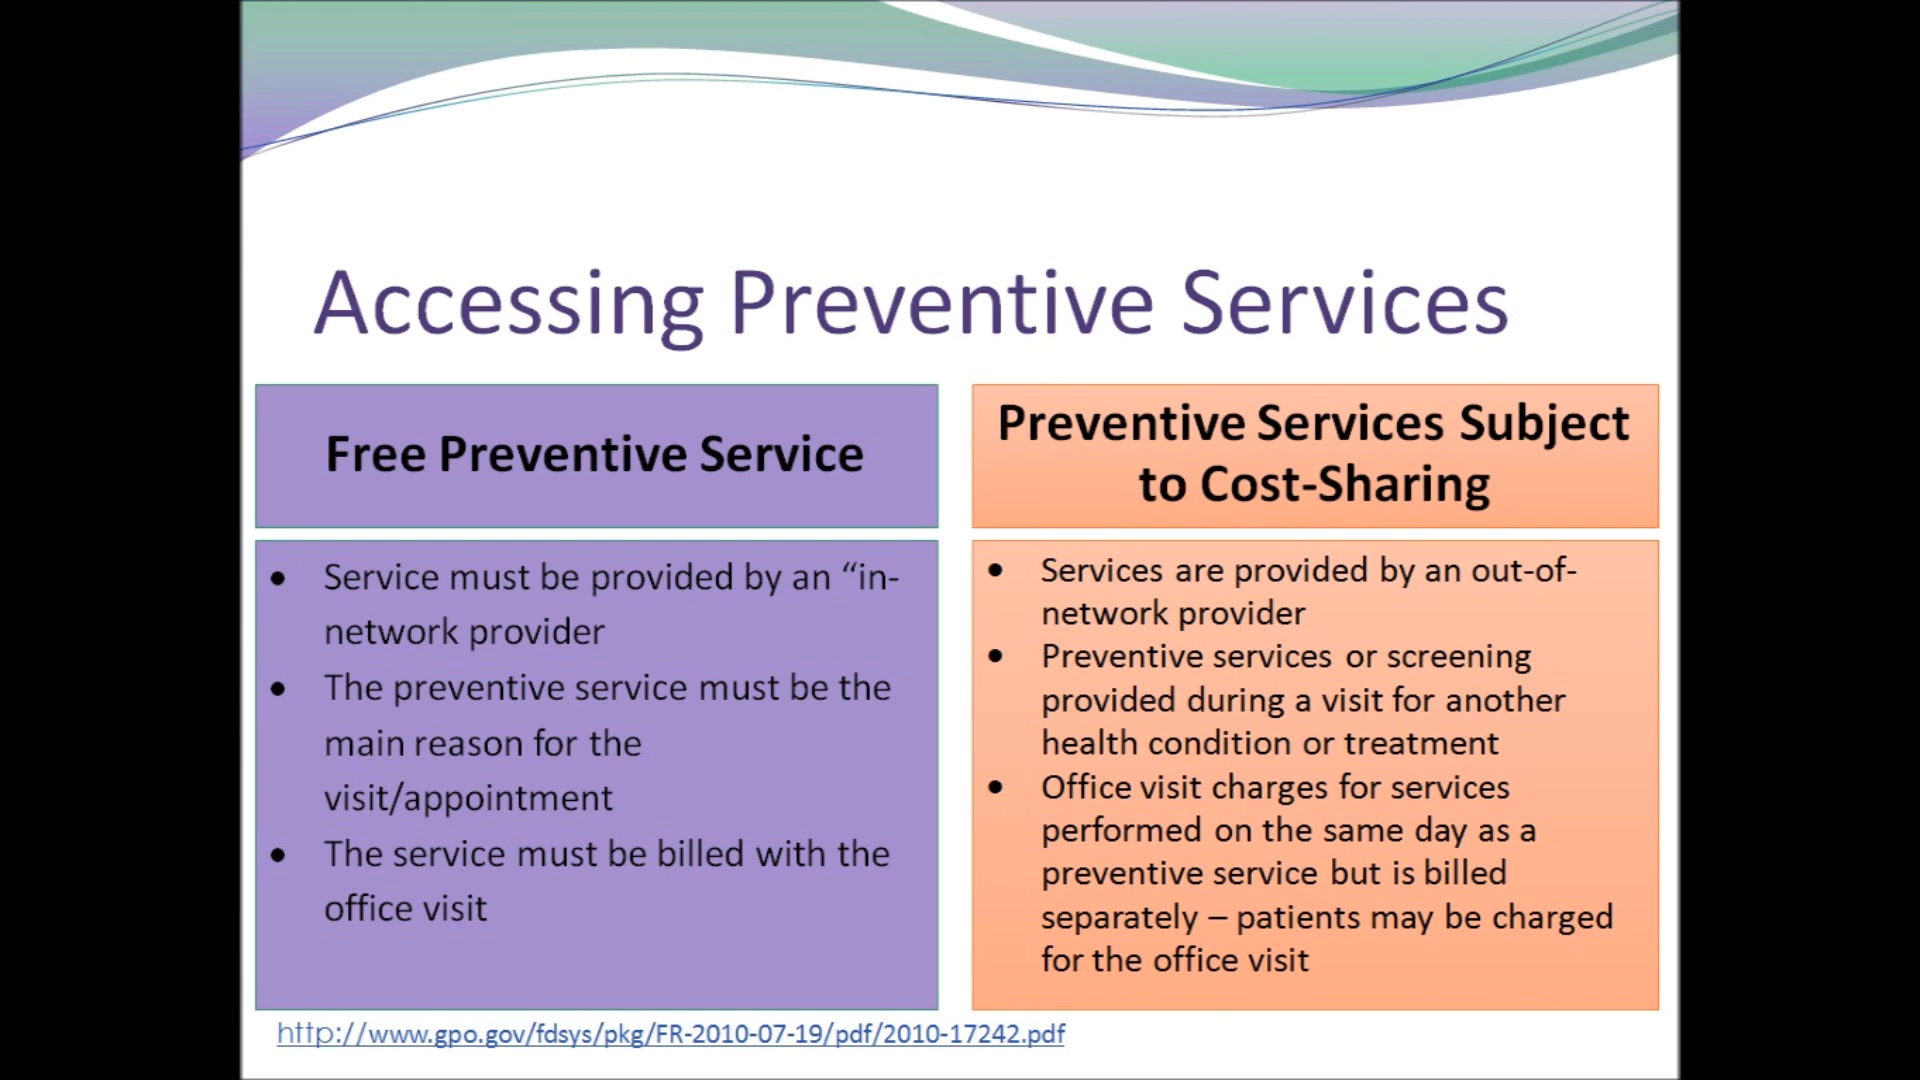 Accessing Preventive Services
Free Preventive Service
• Service must be provided by an “in-
network provider
• The preventive service must be the
main reason for the
visit/appointment
• The service must be billed with the
office visit
Preventive Services Subject
to Cost-Sharing
• Services are provided by an out-of-
network provider
• Preventive services or screening
provided during a visit for another
health condition or treatment
• Office visit charges for services
performed on the same day as a
preventive service but is billed
separately – patients may be charged
for the office visit
http://www.gpo.gov/fdsys/pkg/FR-2010-07-19/pdf/2010-17242.pdf